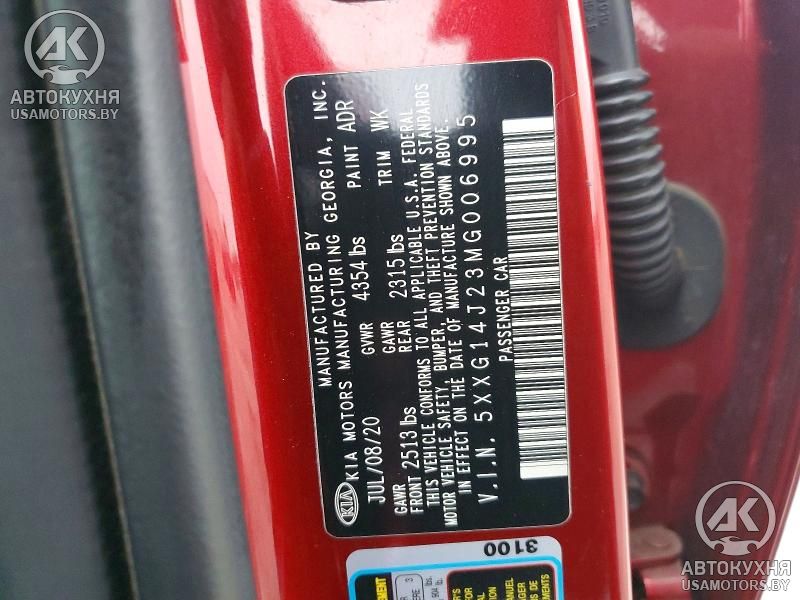 АВТОКУХНЯ
USAMOTORS.BY
MANUFACTURED BY
KIA KIA MOTORS MANUFACTURING GEORGIA, INC.
JUL/08/20 GVWR 4354 lbs PAINT ADR
GAWR FRONT 2513 lbs GAWR REAR 2315 lbs TRIM WK
THIS VEHICLE CONFORMS TO ALL APPLICABLE U.S.A. FEDERAL
MOTOR VEHICLE SAFETY, BUMPER, AND THEFT PREVENTION STANDARDS
IN EFFECT ON THE DATE OF MANUFACTURE SHOWN ABOVE.
V.I.N. 5XXG14J23MG006995
PASSENGER CAR
3100
АВТОКУХНЯ
USAMOTORS.BY